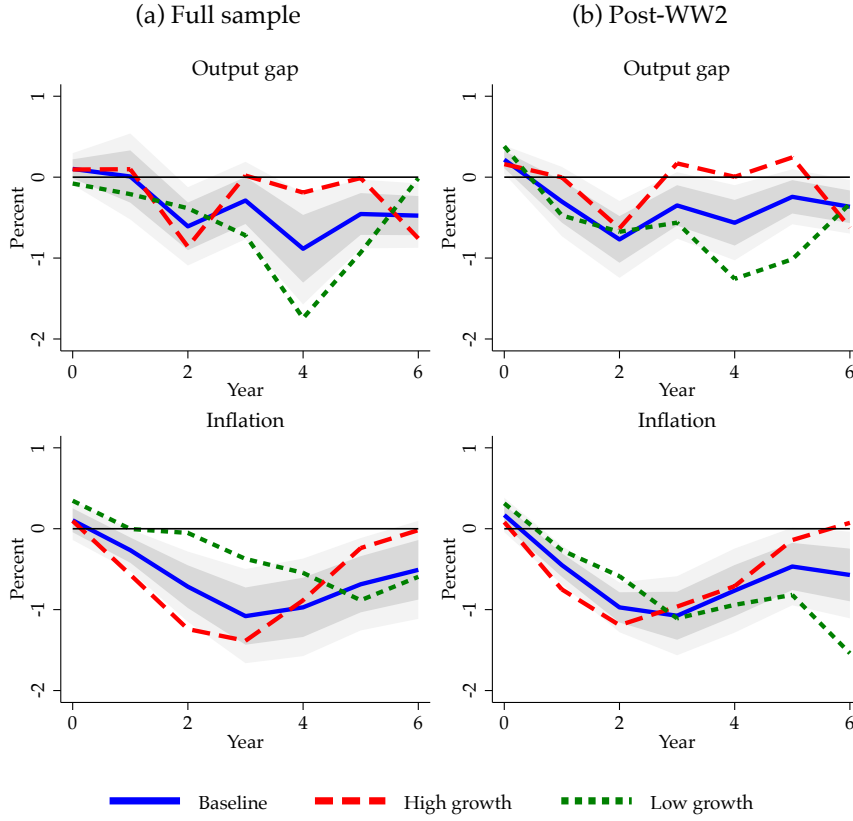 (a) Full sample
(b) Post-WW2
Output gap
Output gap
1
0
-1
-2
Percent
0 2 4 6
Year
1
0
-1
-2
Percent
0 2 4 6
Year
Inflation
Inflation
1
0
-1
-2
Percent
0 2 4 6
Year
1
0
-1
-2
Percent
0 2 4 6
Year
Baseline High growth Low growth